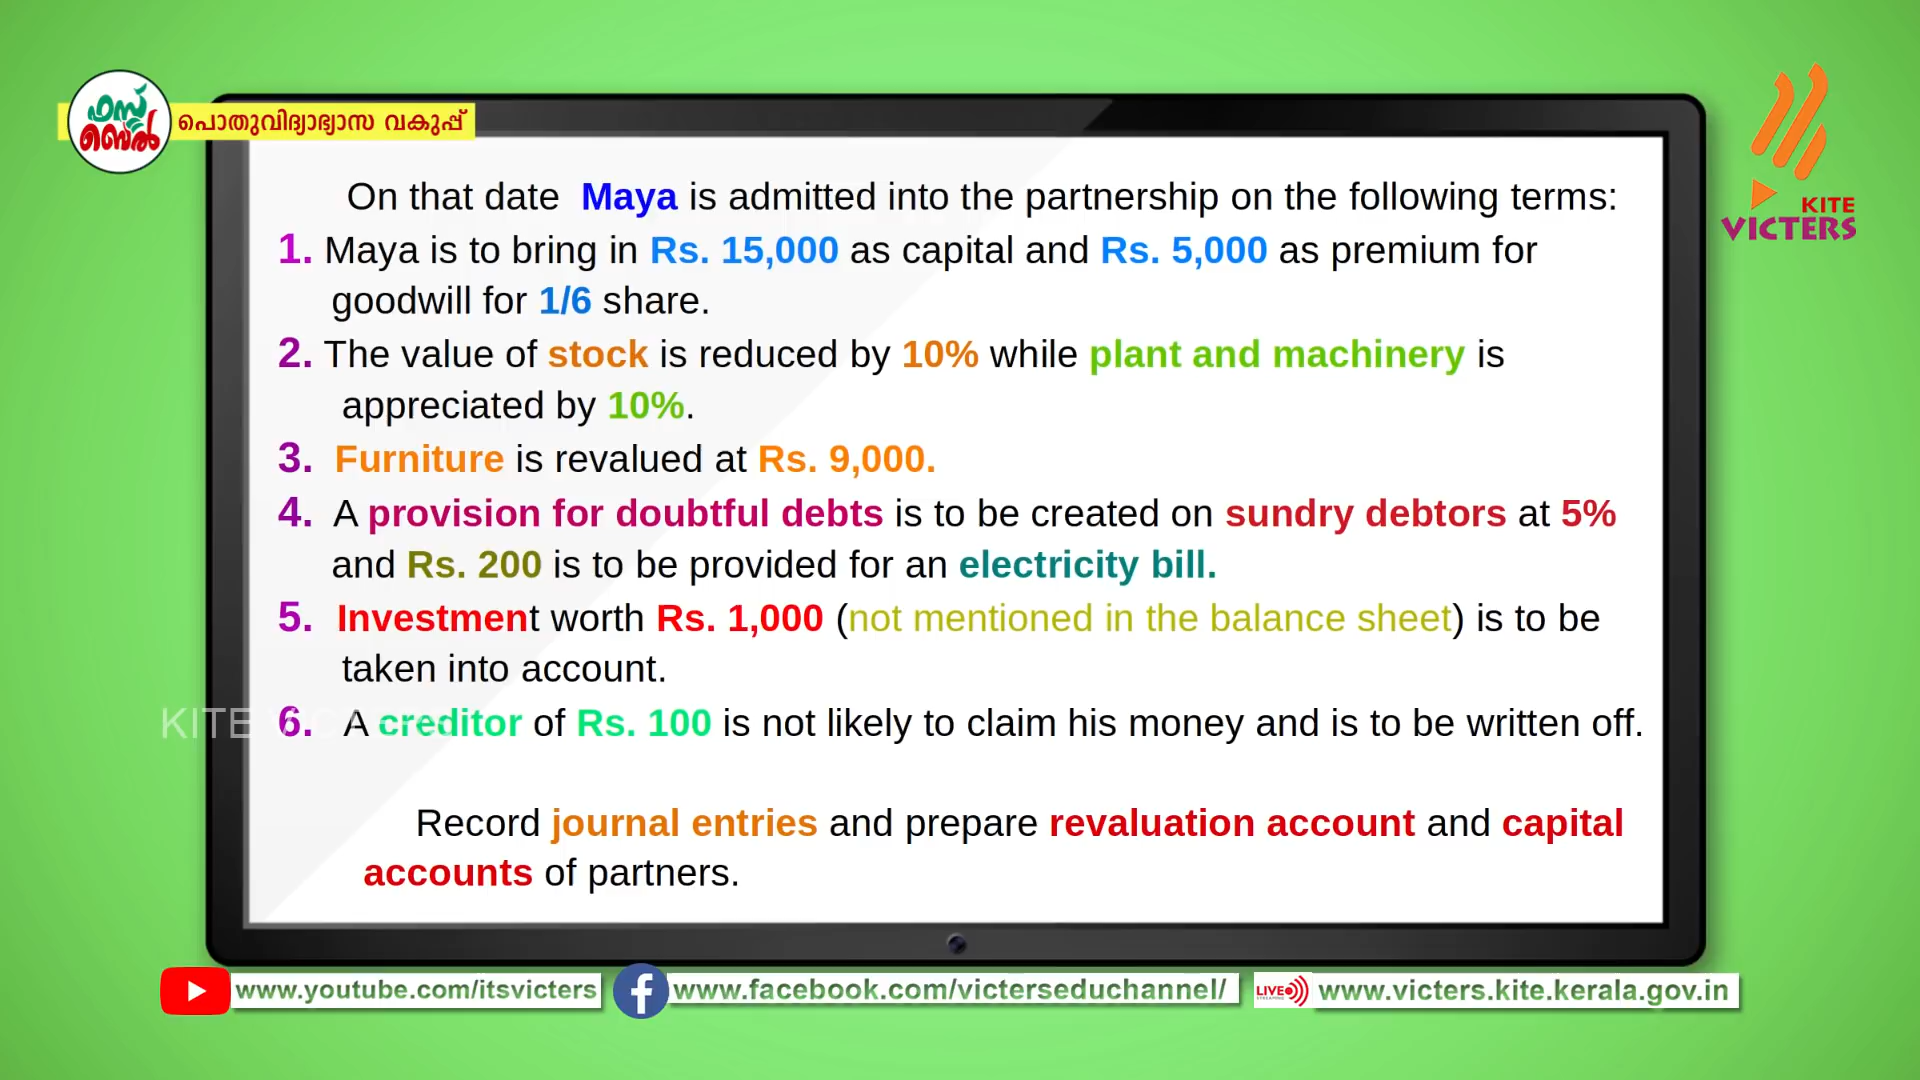 ഫസ്റ്റ്
ബെൽ
പൊതുവിദ്യാഭ്യാസ വകുപ്പ്
KITE
VICTERS
On that date Maya is admitted into the partnership on the following terms:
1. Maya is to bring in Rs. 15,000 as capital and Rs. 5,000 as premium for
goodwill for 1/6 share.
2. The value of stock is reduced by 10% while plant and machinery is
appreciated by 10%.
3. Furniture is revalued at Rs. 9,000.
4. A provision for doubtful debts is to be created on sundry debtors at 5%
and Rs. 200 is to be provided for an electricity bill.
5. Investment worth Rs. 1,000 (not mentioned in the balance sheet) is to be
taken into account.
KITE VICTERS
6. A creditor of Rs. 100 is not likely to claim his money and is to be written off.
Record journal entries and prepare revaluation account and capital
accounts of partners.
www.youtube.com/itsvicters
www.facebook.com/victerseduchannel/
LIVE
STREAMING
www.victers.kite.kerala.gov.in